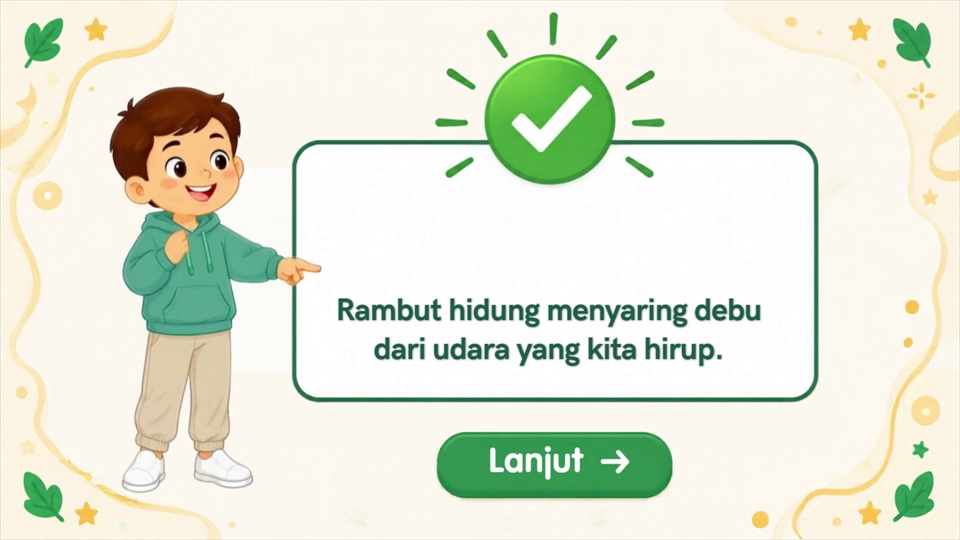 Rambut hidung menyaring debu
dari udara yang kita hirup.
Lanjut →